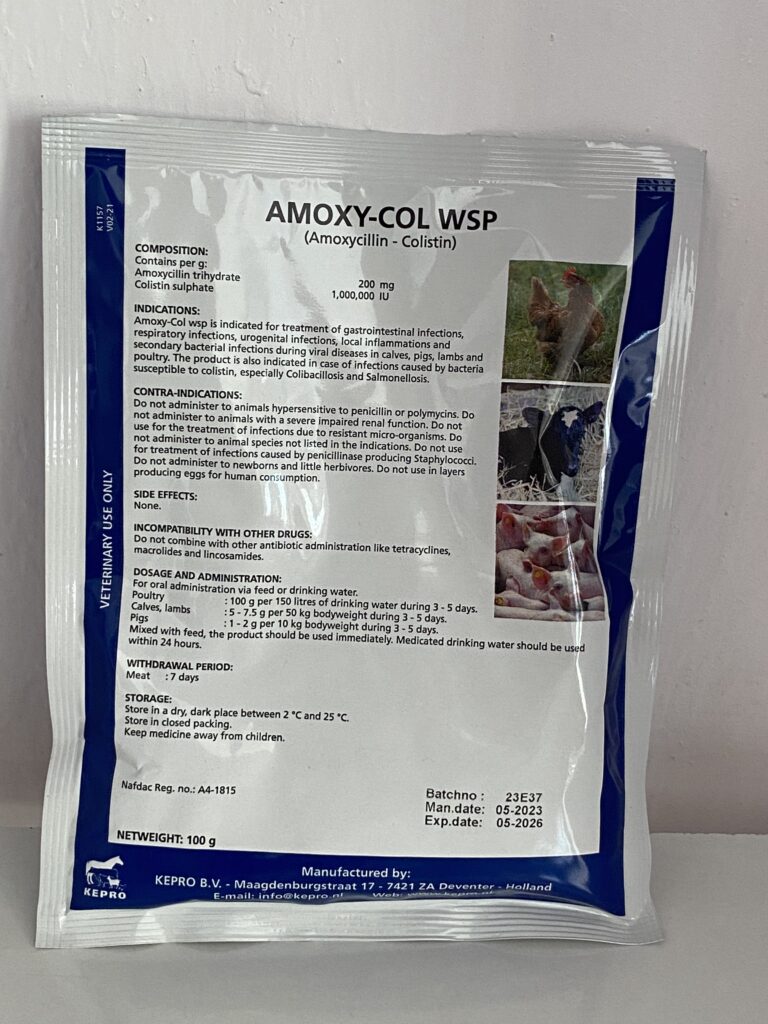 K1157
V02-21
AMOXY-COL WSP
(Amoxycillin - Colistin)
COMPOSITION:
Contains per g:
Amoxycillin trihydrate 200 mg
Colistin sulphate 1,000,000 IU
INDICATIONS:
Amoxy-Col wsp is indicated for treatment of gastrointestinal infections,
respiratory infections, urogenital infections, local inflammations and
secondary bacterial infections during viral diseases in calves, pigs, lambs and
poultry. The product is also indicated in case of infections caused by bacteria
susceptible to colistin, especially Colibacillosis and Salmonellosis.
CONTRA-INDICATIONS:
Do not administer to animals hypersensitive to penicillin or polymycins. Do
not administer to animals with a severe impaired renal function. Do not
use for the treatment of infections due to resistant micro-organisms. Do
not administer to animal species not listed in the indications. Do not use
for treatment of infections caused by penicillinase producing Staphylococci.
Do not administer to newborns and little herbivores. Do not use in layers
producing eggs for human consumption.
SIDE EFFECTS:
None.
INCOMPATIBILITY WITH OTHER DRUGS:
Do not combine with other antibiotic administration like tetracyclines,
macrolides and lincosamides.
DOSAGE AND ADMINISTRATION:
For oral administration via feed or drinking water.
Poultry : 100 g per 150 litres of drinking water during 3 - 5 days.
Calves, lambs : 5 - 7.5 g per 50 kg bodyweight during 3 - 5 days.
Pigs : 1 - 2 g per 10 kg bodyweight during 3 - 5 days.
Mixed with feed, the product should be used immediately. Medicated drinking water should be used
within 24 hours.
WITHDRAWAL PERIOD:
Meat : 7 days
STORAGE:
Store in a dry, dark place between 2 °C and 25 °C.
Store in closed packing.
Keep medicine away from children.
VETERINARY USE ONLY
Nafdac Reg. no.: A4-1815
Batchno : 23E37
Man.date: 05-2023
Exp.date: 05-2026
NETWEIGHT: 100 g
KEPRO
Manufactured by:
KEPRO B.V. - Maagdenburgstraat 17 - 7421 ZA Deventer - Holland
E-mail: info@kepro.nl Web: www.kepro.nl